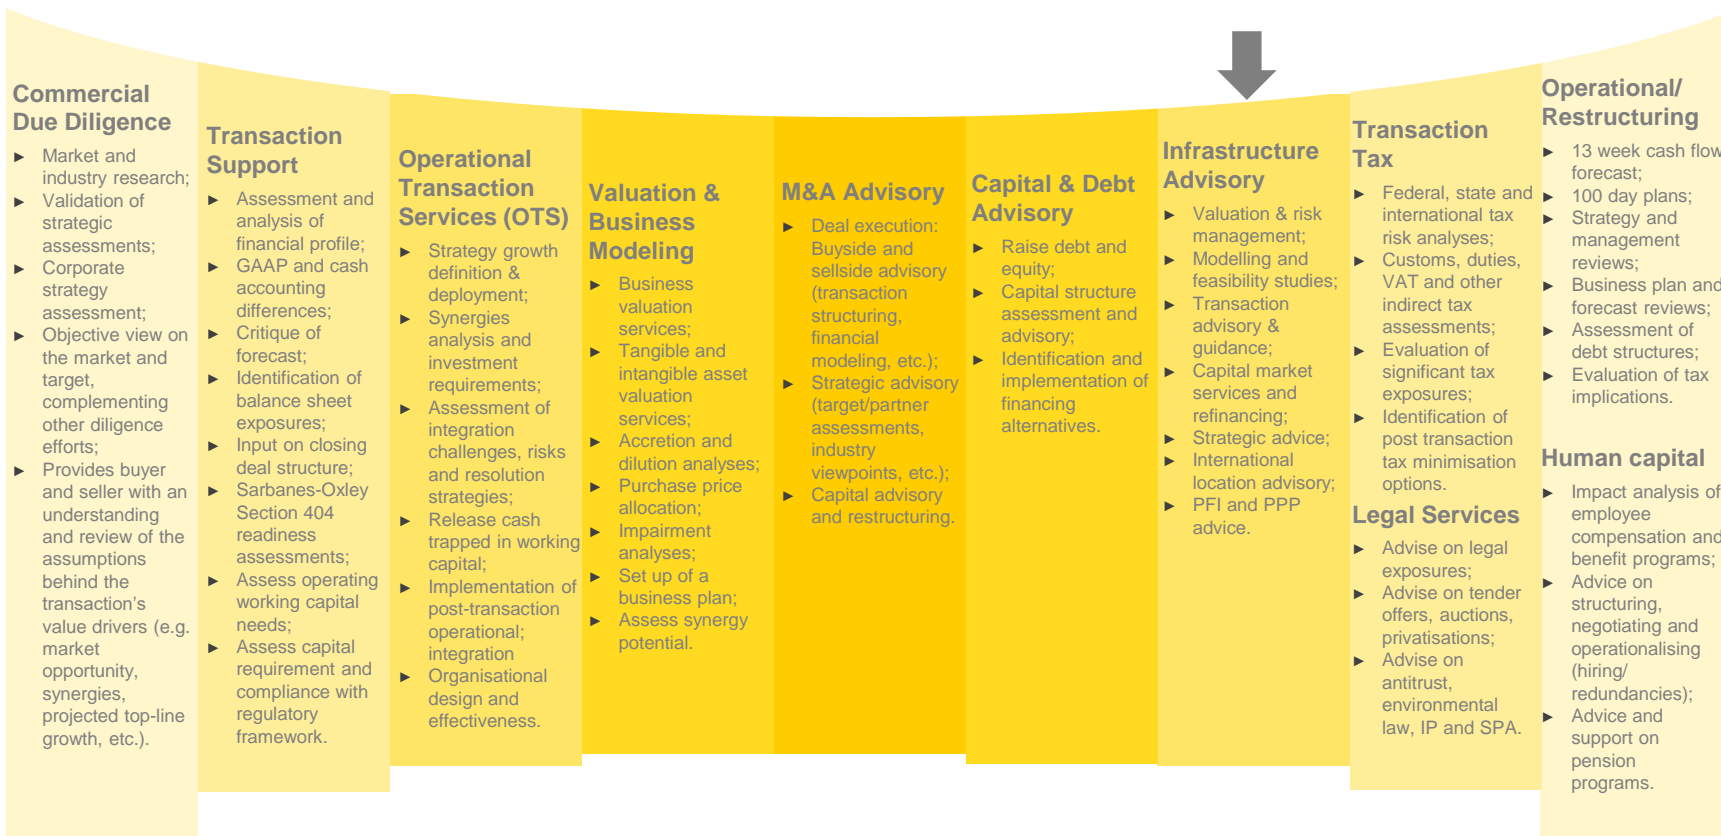 Commercial
Due Diligence
► Market and
industry research;
► Validation of
strategic
assessments;
► Corporate
strategy
assessment;
► Objective view on
the market and
target,
complementing
other diligence
efforts;
► Provides buyer
and seller with an
understanding
and review of the
assumptions
behind the
transaction's
value drivers (e.g.
market
opportunity,
synergies,
projected top-line
growth, etc.).
Transaction
Support
► Assessment and
analysis of
financial profile;
► GAAP and cash
accounting
differences;
► Critique of
forecast;
► Identification of
balance sheet
exposures;
► Input on closing
deal structure;
► Sarbanes-Oxley
Section 404
readiness
assessments;
► Assess operating
working capital
needs;
► Assess capital
requirement and
compliance with
regulatory
framework.
Operational
Transaction
Services (OTS)
► Strategy growth
definition &
deployment;
► Synergies
analysis and
investment
requirements;
► Assessment of
integration
challenges, risks
and resolution
strategies;
► Release cash
trapped in working
capital;
► Implementation of
post-transaction
operational;
integration
► Organisational
design and
effectiveness.
Valuation &
Business
Modeling
► Business
valuation
services;
► Tangible and
intangible asset
valuation
services;
► Accretion and
dilution analyses;
► Purchase price
allocation;
► Impairment
analyses;
► Set up of a
business plan;
► Assess synergy
potential.
M&A Advisory
► Deal execution:
Buyside and
sellside advisory
(transaction
structuring,
financial
modeling, etc.);
► Strategic advisory
(target/partner
assessments,
industry
viewpoints, etc.);
► Capital advisory
and restructuring.
Capital & Debt
Advisory
► Raise debt and
equity;
► Capital structure
assessment and
advisory;
► Identification and
implementation of
financing
alternatives.
Infrastructure
Advisory
► Valuation & risk
management;
► Modelling and
feasibility studies;
► Transaction
advisory &
guidance;
► Capital market
services and
refinancing;
► Strategic advice;
► International
location advisory;
► PFI and PPP
advice.
Transaction
Tax
► Federal, state and
international tax
risk analyses;
► Customs, duties,
VAT and other
indirect tax
assessments;
► Evaluation of
significant tax
exposures;
► Identification of
post transaction
tax minimisation
options.
Legal Services
► Advise on legal
exposures;
► Advise on tender
offers, auctions,
privatisations;
► Advise on
antitrust,
environmental
law, IP and SPA.
Operational/
Restructuring
► 13 week cash flow
forecast;
► 100 day plans;
► Strategy and
management
reviews;
► Business plan and
forecast reviews;
► Assessment of
debt structures;
► Evaluation of tax
implications.
Human capital
► Impact analysis of
employee
compensation and
benefit programs;
► Advice on
structuring,
negotiating and
operationalising
(hiring/
redundancies);
► Advice and
support on
pension
programs.